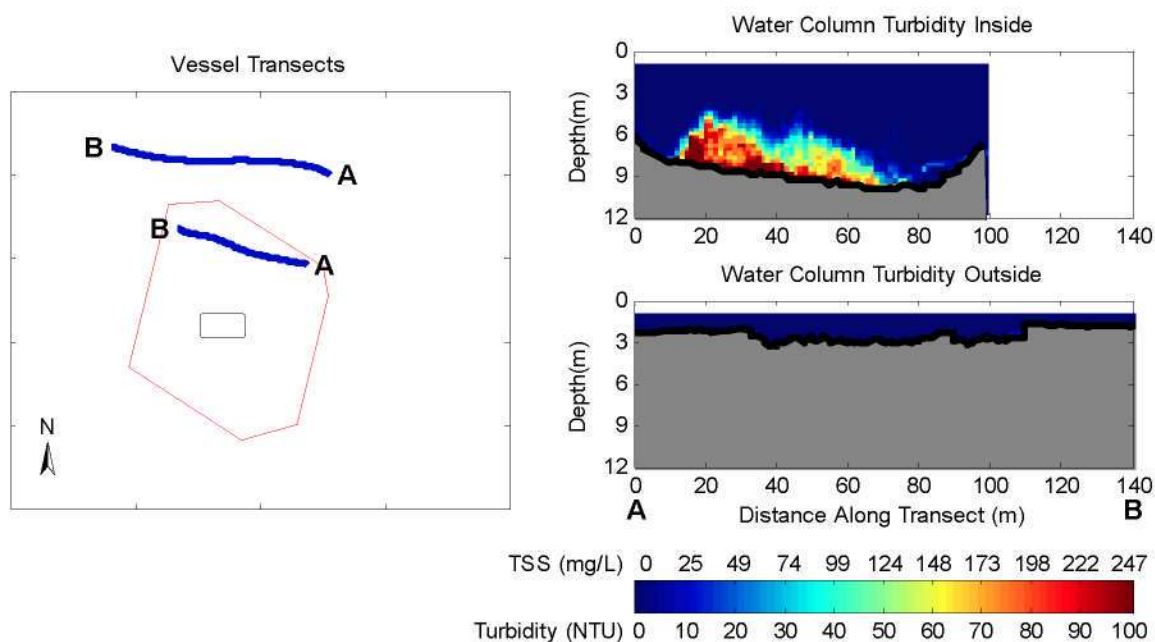 Vessel Transects
B
A
B
A
N
Water Column Turbidity Inside
0
3
6
9
12
Depth(m)
0 20 40 60 80 100 120 140
Water Column Turbidity Outside
0
3
6
9
12
Depth(m)
0 20 40 60 80 100 120 140
A Distance Along Transect (m) B
TSS (mg/L) 0 25 49 74 99 124 148 173 198 222 247
Turbidity (NTU) 0 10 20 30 40 50 60 70 80 90 100